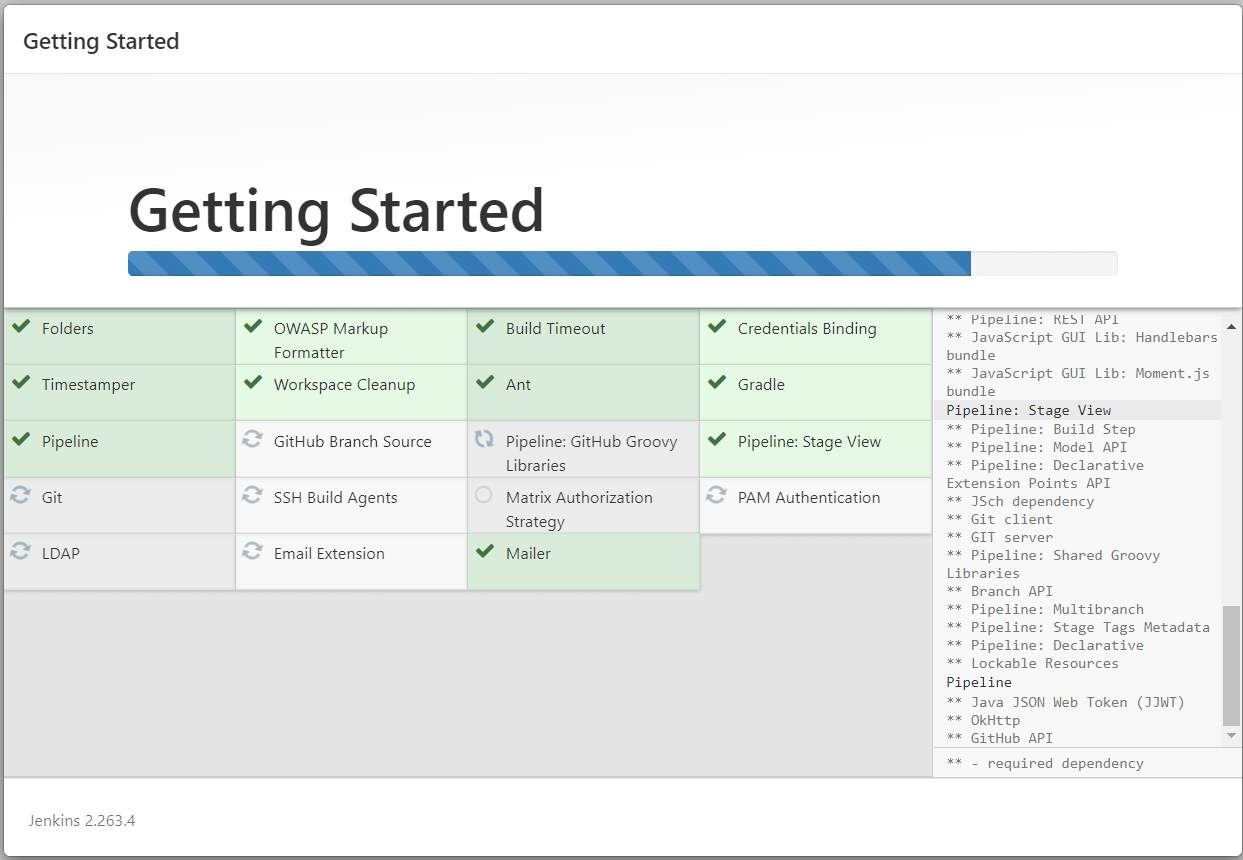 Getting Started
Getting Started
Folders
OWASP Markup
Formatter
Build Timeout
Credentials Binding
Timestamper
Workspace Cleanup
Ant
Gradle
Pipeline
GitHub Branch Source
Pipeline: GitHub Groovy
Libraries
Pipeline: Stage View
Git
SSH Build Agents
Matrix Authorization
Strategy
PAM Authentication
LDAP
Email Extension
Mailer
** Pipeline: REST API
** JavaScript GUI Lib: Handlebars
bundle
** JavaScript GUI Lib: Moment.js
bundle
Pipeline: Stage View
** Pipeline: Build Step
** Pipeline: Model API
** Pipeline: Declarative
Extension Points API
** JSch dependency
** Git client
** GIT server
** Pipeline: Shared Groovy
Libraries
** Branch API
** Pipeline: Multibranch
** Pipeline: Stage Tags Metadata
** Pipeline: Declarative
** Lockable Resources
Pipeline
** Java JSON Web Token (JJWT)
** OkHttp
** GitHub API
** - required dependency
Jenkins 2.263.4